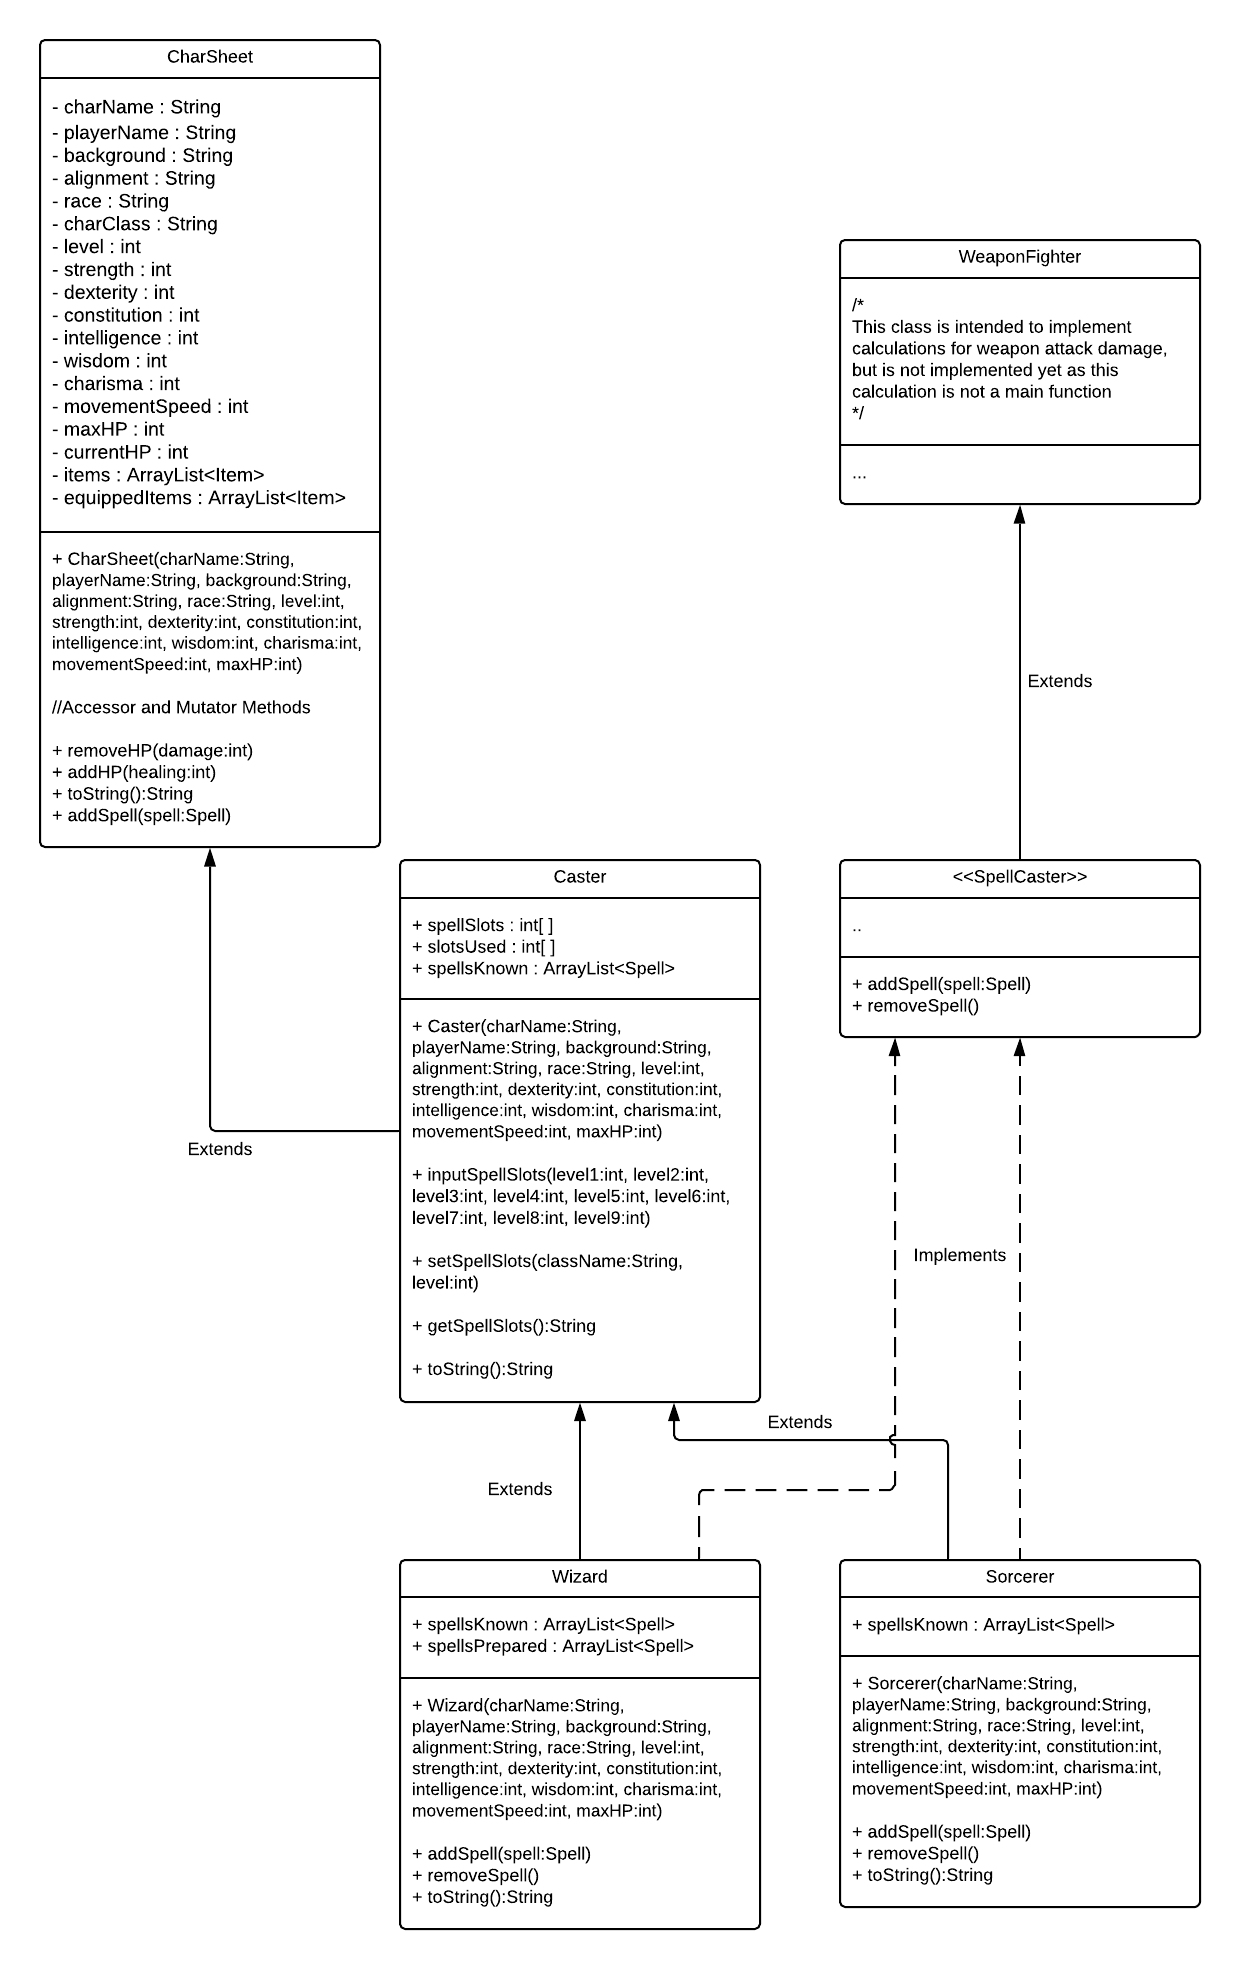 CharSheet
- charName : String
- playerName : String
- background : String
- alignment : String
- race : String
- charClass : String
- level : int
- strength : int
- dexterity : int
- constitution : int
- intelligence : int
- wisdom : int
- charisma : int
- movementSpeed : int
- maxHP : int
- currentHP : int
- items : ArrayList<Item>
- equippedItems : ArrayList<Item>
+ CharSheet(charName:String,
playerName:String, background:String,
alignment:String, race:String, level:int,
strength:int, dexterity:int, constitution:int,
intelligence:int, wisdom:int, charisma:int,
movementSpeed:int, maxHP:int)
//Accessor and Mutator Methods
+ removeHP(damage:int)
+ addHP(healing:int)
+ toString():String
+ addSpell(spell:Spell)
WeaponFighter
/*
This class is intended to implement
calculations for weapon attack damage,
but is not implemented yet as this
calculation is not a main function
*/
...
Extends
Extends
Caster
+ spellSlots : int[ ]
+ slotsUsed : int[ ]
+ spellsKnown : ArrayList<Spell>
+ Caster(charName:String,
playerName:String, background:String,
alignment:String, race:String, level:int,
strength:int, dexterity:int, constitution:int,
intelligence:int, wisdom:int, charisma:int,
movementSpeed:int, maxHP:int)
+ inputSpellSlots(level1:int, level2:int,
level3:int, level4:int, level5:int, level6:int,
level7:int, level8:int, level9:int)
+ setSpellSlots(className:String,
level:int)
+ getSpellSlots():String
+ toString():String
<<SpellCaster>>
..
+ addSpell(spell:Spell)
+ removeSpell()
Implements
Extends
Extends
Wizard
+ spellsKnown : ArrayList<Spell>
+ spellsPrepared : ArrayList<Spell>
+ Wizard(charName:String,
playerName:String, background:String,
alignment:String, race:String, level:int,
strength:int, dexterity:int, constitution:int,
intelligence:int, wisdom:int, charisma:int,
movementSpeed:int, maxHP:int)
+ addSpell(spell:Spell)
+ removeSpell()
+ toString():String
Sorcerer
+ spellsKnown : ArrayList<Spell>
+ Sorcerer(charName:String,
playerName:String, background:String,
alignment:String, race:String, level:int,
strength:int, dexterity:int, constitution:int,
intelligence:int, wisdom:int, charisma:int,
movementSpeed:int, maxHP:int)
+ addSpell(spell:Spell)
+ removeSpell()
+ toString():String